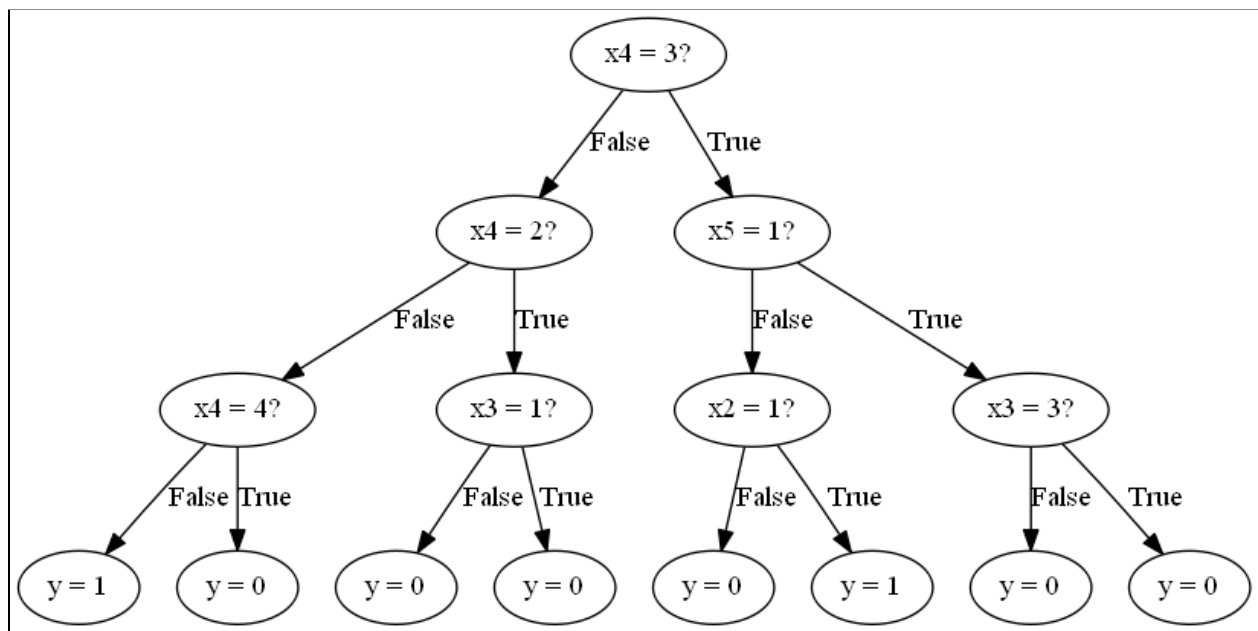 x4 = 3?
False
True
x4 = 2?
x5 = 1?
False
True
False
True
x4 = 4?
x3 = 1?
x2 = 1?
x3 = 3?
False
True
False
True
False
True
False
True
y = 1
y = 0
y = 0
y = 0
y = 0
y = 1
y = 0
y = 0